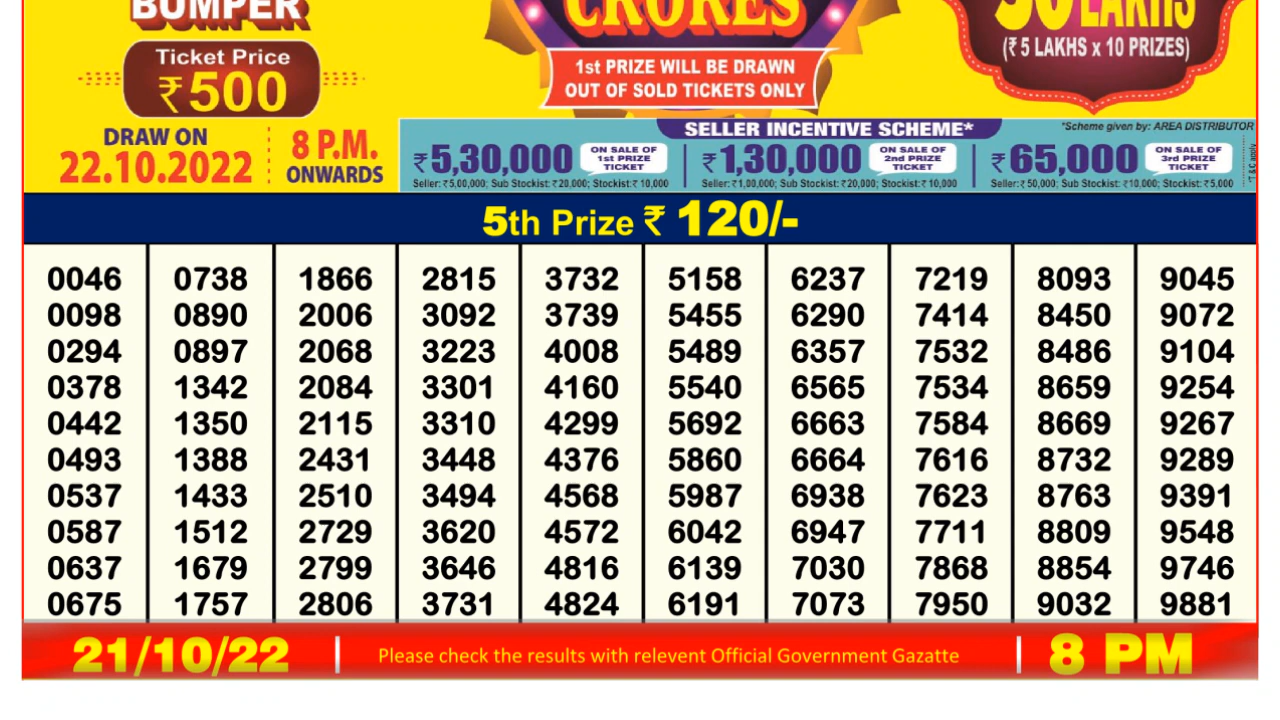 BUMPER
Ticket Price
₹500
DRAW ON
22.10.2022
8 P.M.
ONWARDS
CRORES
1st PRIZE WILL BE DRAWN
OUT OF SOLD TICKETS ONLY
50 LAKHS
(₹ 5 LAKHS x 10 PRIZES)
SELLER INCENTIVE SCHEME*
*Scheme given by: AREA DISTRIBUTOR
₹5,30,000
ON SALE OF
1st PRIZE
TICKET
Seller: ₹5,00,000; Sub Stockist: ₹20,000; Stockist: ₹ 10,000
₹1,30,000
ON SALE OF
2nd PRIZE
TICKET
Seller: ₹1,00,000; Sub Stockist: ₹20,000; Stockist: ₹ 10,000
₹65,000
ON SALE OF
3rd PRIZE
TICKET
Seller: ₹ 50,000; Sub Stockist: ₹10,000; Stockist: ₹5,000
*T & C apply
5th Prize ₹ 120/-
0046 0738 1866 2815 3732 5158 6237 7219 8093 9045
0098 0890 2006 3092 3739 5455 6290 7414 8450 9072
0294 0897 2068 3223 4008 5489 6357 7532 8486 9104
0378 1342 2084 3301 4160 5540 6565 7534 8659 9254
0442 1350 2115 3310 4299 5692 6663 7584 8669 9267
0493 1388 2431 3448 4376 5860 6664 7616 8732 9289
0537 1433 2510 3494 4568 5987 6938 7623 8763 9391
0587 1512 2729 3620 4572 6042 6947 7711 8809 9548
0637 1679 2799 3646 4816 6139 7030 7868 8854 9746
0675 1757 2806 3731 4824 6191 7073 7950 9032 9881
21/10/22
Please check the results with relevent Official Government Gazatte
8 PM